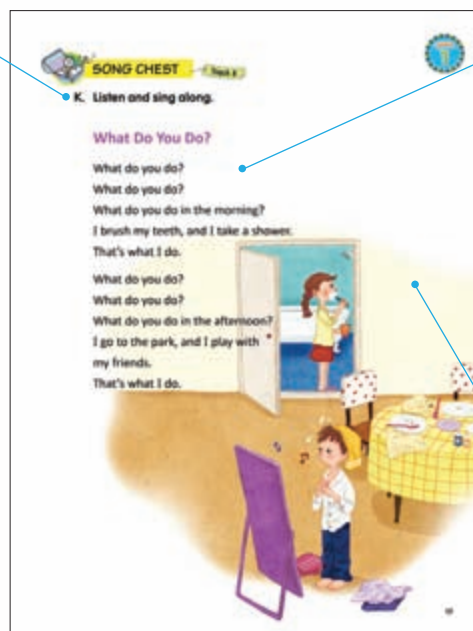 SONG CHEST
Track 8
K. Listen and sing along.
What Do You Do?
What do you do?
What do you do?
What do you do in the morning?
I brush my teeth, and I take a shower.
That's what I do.
What do you do?
What do you do?
What do you do in the afternoon?
I go to the park, and I play with
my friends.
That's what I do.